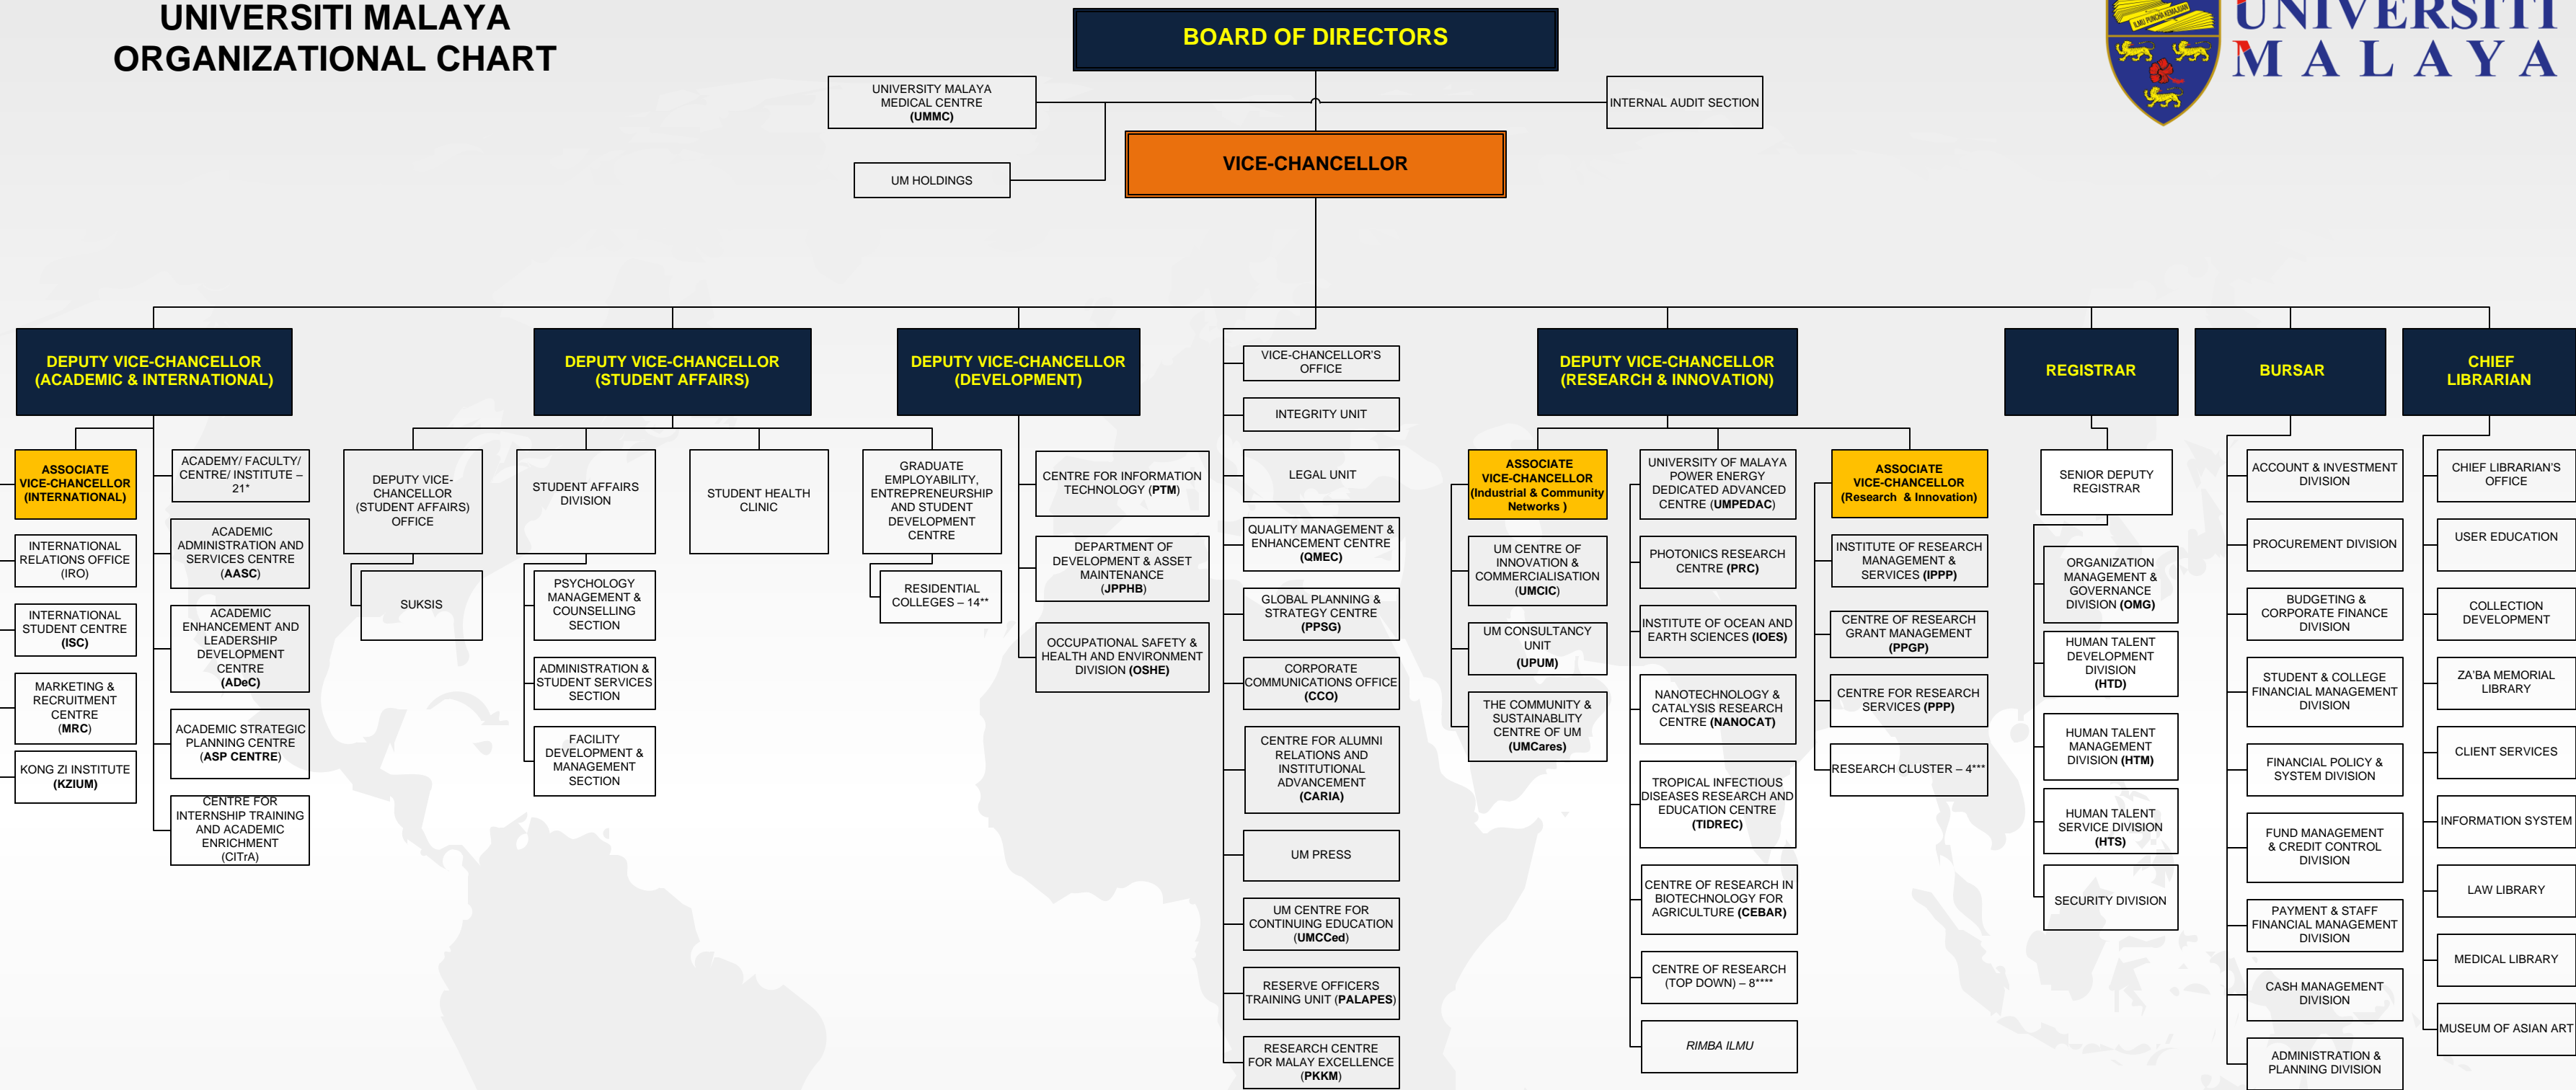 UNIVERSITI MALAYA
ORGANIZATIONAL CHART
BOARD OF DIRECTORS
ILMU PUNCHA KEMAJUAN
UNIVERSITI
MALAYA
UNIVERSITY MALAYA
MEDICAL CENTRE
(UMMC)
INTERNAL AUDIT SECTION
VICE-CHANCELLOR
UM HOLDINGS
DEPUTY VICE-CHANCELLOR
(ACADEMIC & INTERNATIONAL)
ASSOCIATE
VICE-CHANCELLOR
(INTERNATIONAL)
INTERNATIONAL
RELATIONS OFFICE
(IRO)
INTERNATIONAL
STUDENT CENTRE
(ISC)
MARKETING &
RECRUITMENT
CENTRE
(MRC)
KONG ZI INSTITUTE
(KZIUM)
ACADEMY/ FACULTY/
CENTRE/ INSTITUTE –
21*
ACADEMIC
ADMINISTRATION AND
SERVICES CENTRE
(AASC)
ACADEMIC
ENHANCEMENT AND
LEADERSHIP
DEVELOPMENT
CENTRE
(ADeC)
ACADEMIC STRATEGIC
PLANNING CENTRE
(ASP CENTRE)
CENTRE FOR
INTERNSHIP TRAINING
AND ACADEMIC
ENRICHMENT
(CITrA)
DEPUTY VICE-CHANCELLOR
(STUDENT AFFAIRS)
DEPUTY VICE-
CHANCELLOR
(STUDENT AFFAIRS)
OFFICE
SUKSIS
STUDENT AFFAIRS
DIVISION
PSYCHOLOGY
MANAGEMENT &
COUNSELLING
SECTION
ADMINISTRATION &
STUDENT SERVICES
SECTION
FACILITY
DEVELOPMENT &
MANAGEMENT
SECTION
STUDENT HEALTH
CLINIC
GRADUATE
EMPLOYABILITY,
ENTREPRENEURSHIP
AND STUDENT
DEVELOPMENT
CENTRE
RESIDENTIAL
COLLEGES – 14**
DEPUTY VICE-CHANCELLOR
(DEVELOPMENT)
CENTRE FOR INFORMATION
TECHNOLOGY (PTM)
DEPARTMENT OF
DEVELOPMENT & ASSET
MAINTENANCE
(JPPHB)
OCCUPATIONAL SAFETY &
HEALTH AND ENVIRONMENT
DIVISION (OSHE)
VICE-CHANCELLOR'S
OFFICE
INTEGRITY UNIT
LEGAL UNIT
QUALITY MANAGEMENT &
ENHANCEMENT CENTRE
(QMEC)
GLOBAL PLANNING &
STRATEGY CENTRE
(PPSG)
CORPORATE
COMMUNICATIONS OFFICE
(CCO)
CENTRE FOR ALUMNI
RELATIONS AND
INSTITUTIONAL
ADVANCEMENT
(CARIA)
UM PRESS
UM CENTRE FOR
CONTINUING EDUCATION
(UMCCed)
RESERVE OFFICERS
TRAINING UNIT (PALAPES)
RESEARCH CENTRE
FOR MALAY EXCELLENCE
(PKKM)
DEPUTY VICE-CHANCELLOR
(RESEARCH & INNOVATION)
ASSOCIATE
VICE-CHANCELLOR
(Industrial & Community
Networks )
UM CENTRE OF
INNOVATION &
COMMERCIALISATION
(UMCIC)
UM CONSULTANCY
UNIT
(UPUM)
THE COMMUNITY &
SUSTAINABLITY
CENTRE OF UM
(UMCares)
UNIVERSITY OF MALAYA
POWER ENERGY
DEDICATED ADVANCED
CENTRE (UMPEDAC)
PHOTONICS RESEARCH
CENTRE (PRC)
INSTITUTE OF OCEAN AND
EARTH SCIENCES (IOES)
NANOTECHNOLOGY &
CATALYSIS RESEARCH
CENTRE (NANOCAT)
TROPICAL INFECTIOUS
DISEASES RESEARCH AND
EDUCATION CENTRE
(TIDREC)
CENTRE OF RESEARCH IN
BIOTECHNOLOGY FOR
AGRICULTURE (CEBAR)
CENTRE OF RESEARCH
(TOP DOWN) – 8****
RIMBA ILMU
ASSOCIATE
VICE-CHANCELLOR
(Research & Innovation)
INSTITUTE OF RESEARCH
MANAGEMENT &
SERVICES (IPPP)
CENTRE OF RESEARCH
GRANT MANAGEMENT
(PPGP)
CENTRE FOR RESEARCH
SERVICES (PPP)
RESEARCH CLUSTER – 4***
REGISTRAR
SENIOR DEPUTY
REGISTRAR
ORGANIZATION
MANAGEMENT &
GOVERNANCE
DIVISION (OMG)
HUMAN TALENT
DEVELOPMENT
DIVISION
(HTD)
HUMAN TALENT
MANAGEMENT
DIVISION (HTM)
HUMAN TALENT
SERVICE DIVISION
(HTS)
SECURITY DIVISION
BURSAR
ACCOUNT & INVESTMENT
DIVISION
PROCUREMENT DIVISION
BUDGETING &
CORPORATE FINANCE
DIVISION
STUDENT & COLLEGE
FINANCIAL MANAGEMENT
DIVISION
FINANCIAL POLICY &
SYSTEM DIVISION
FUND MANAGEMENT
& CREDIT CONTROL
DIVISION
PAYMENT & STAFF
FINANCIAL MANAGEMENT
DIVISION
CASH MANAGEMENT
DIVISION
ADMINISTRATION &
PLANNING DIVISION
CHIEF
LIBRARIAN
CHIEF LIBRARIAN'S
OFFICE
USER EDUCATION
COLLECTION
DEVELOPMENT
ZA'BA MEMORIAL
LIBRARY
CLIENT SERVICES
INFORMATION SYSTEM
LAW LIBRARY
MEDICAL LIBRARY
MUSEUM OF ASIAN ART